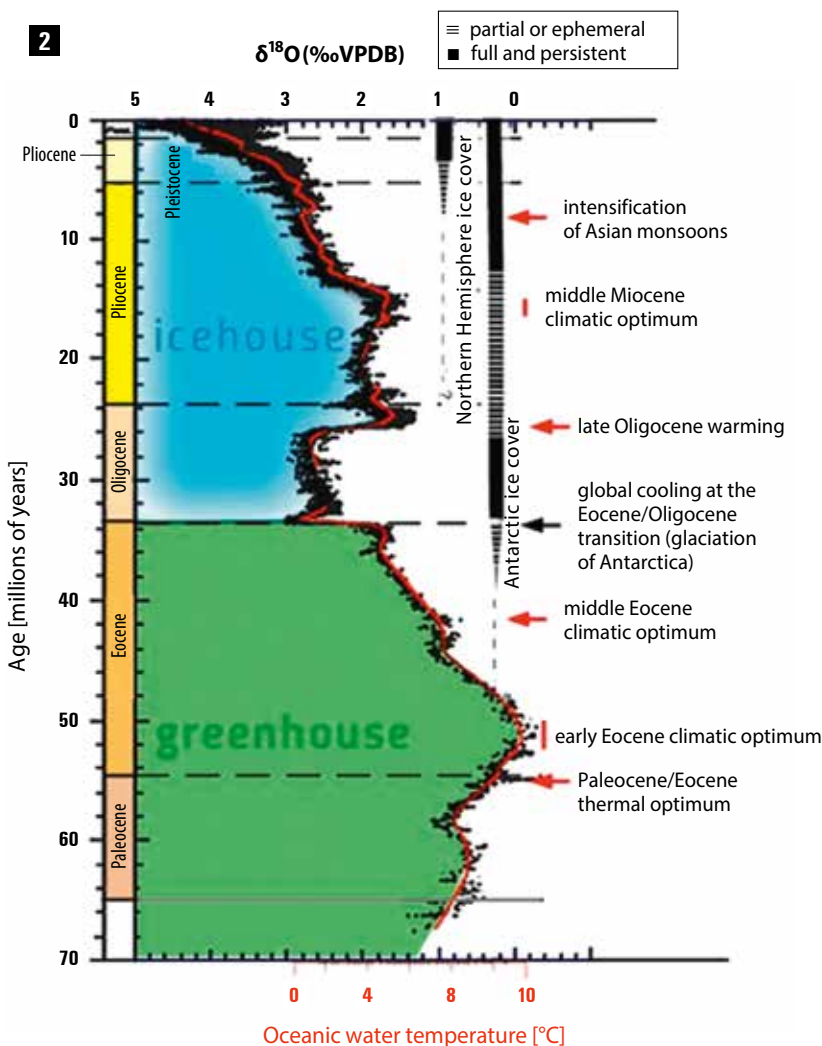 2
δ¹⁸O (‰VPDB)
≡ partial or ephemeral
■ full and persistent
5 4 3 2 1 0
0
10
20
30
40
50
60
70
Age [millions of years]
Pliocene
Pleistocene
Pliocene
Oligocene
Eocene
Paleocene
icehouse
greenhouse
Northern Hemisphere ice cover
?
Antarctic ice cover
intensification
of Asian monsoons
middle Miocene
climatic optimum
late Oligocene warming
global cooling at the
Eocene/Oligocene
transition (glaciation
of Antarctica)
middle Eocene
climatic optimum
early Eocene climatic optimum
Paleocene/Eocene
thermal optimum
0 4 8 10
Oceanic water temperature [°C]